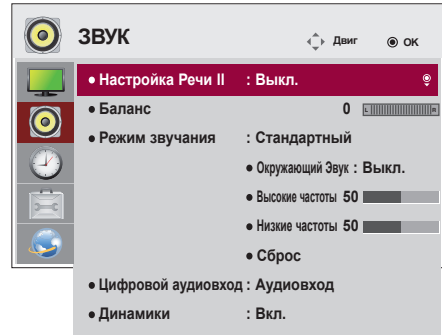 ЗВУК Двиг ОК
• Настройка Речи II : Выкл.
• Баланс 0 L R
• Режим звучания : Стандартный
• Окружающий Звук : Выкл.
• Высокие частоты 50
• Низкие частоты 50
• Сброс
• Цифровой аудиовход : Аудиовход
• Динамики : Вкл.